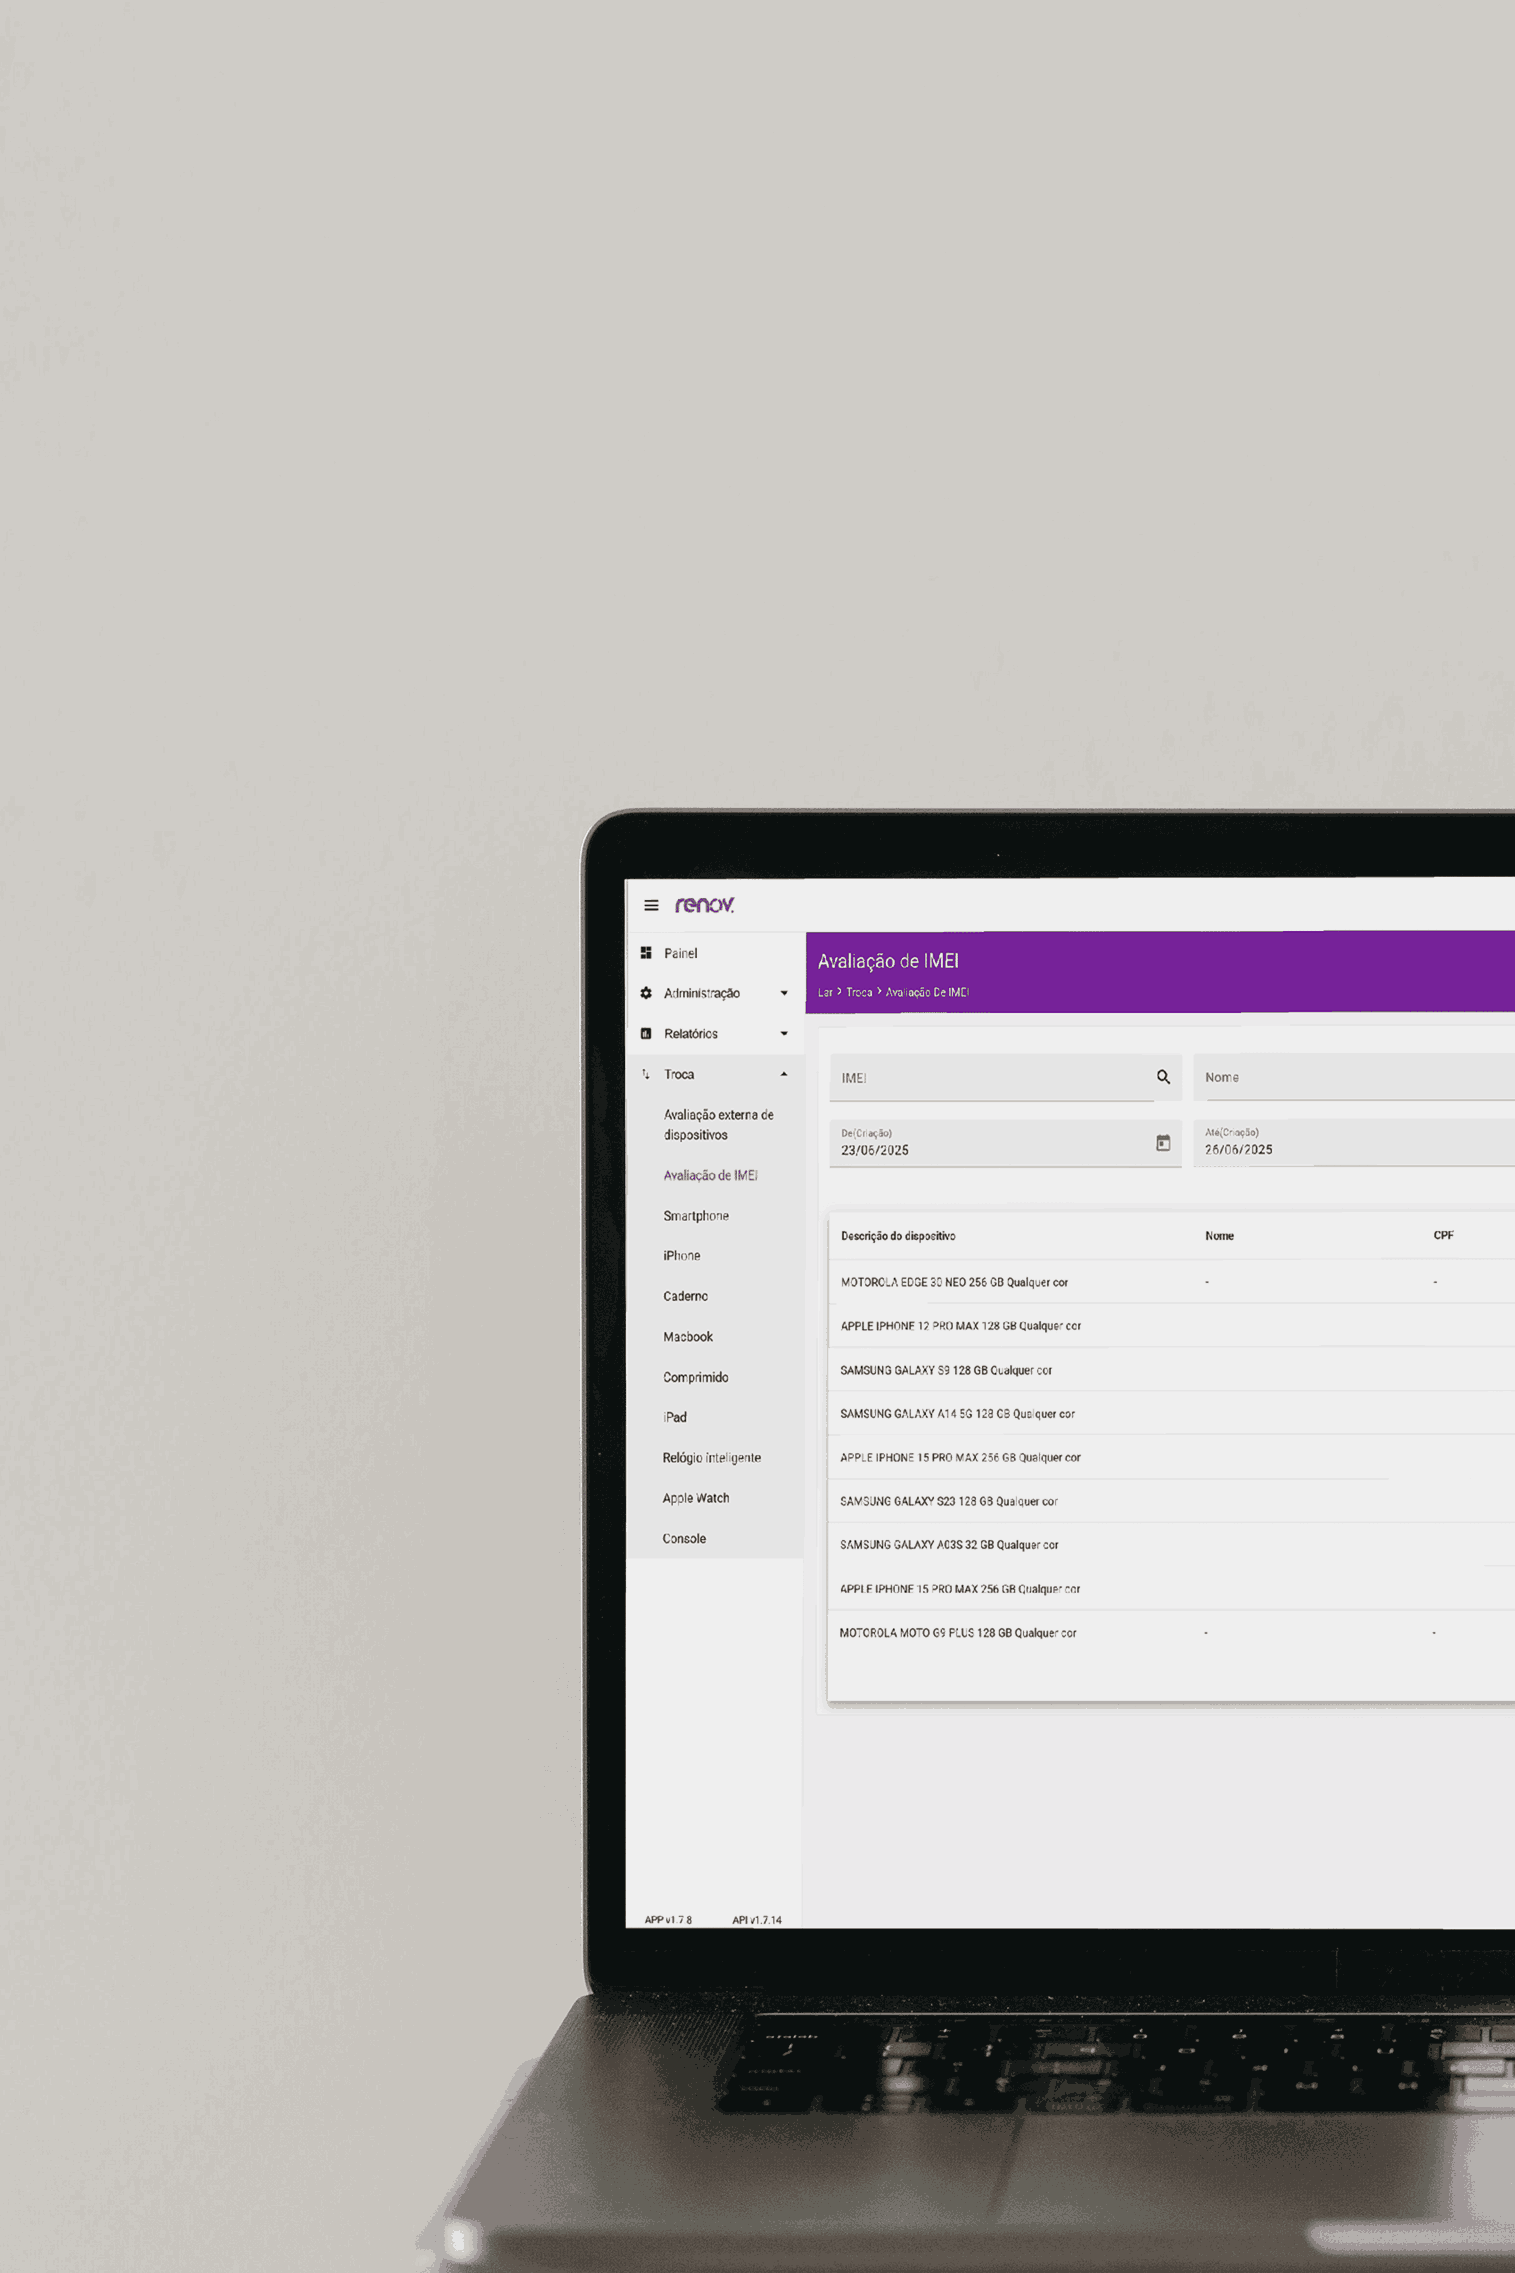 renov.
Painel
Administração
Relatórios
Troca
Avaliação externa de
dispositivos
Avaliação de IMEI
Smartphone
iPhone
Caderno
Macbook
Comprimido
iPad
Relógio inteligente
Apple Watch
Console
APP v1.7.8 API v1.7.14
Avaliação de IMEI
Lar > Troca > Avaliação De IMEI
IMEI Nome
De(Criação) Até(Criação)
23/06/2025 26/06/2025
Descrição do dispositivo Nome CPF
MOTOROLA EDGE 30 NEO 256 GB Qualquer cor - -
APPLE IPHONE 12 PRO MAX 128 GB Qualquer cor
SAMSUNG GALAXY S9 128 GB Qualquer cor
SAMSUNG GALAXY A14 5G 128 GB Qualquer cor
APPLE IPHONE 15 PRO MAX 256 GB Qualquer cor
SAMSUNG GALAXY S23 128 GB Qualquer cor
SAMSUNG GALAXY A03S 32 GB Qualquer cor
APPLE IPHONE 15 PRO MAX 256 GB Qualquer cor
MOTOROLA MOTO G9 PLUS 128 GB Qualquer cor - -